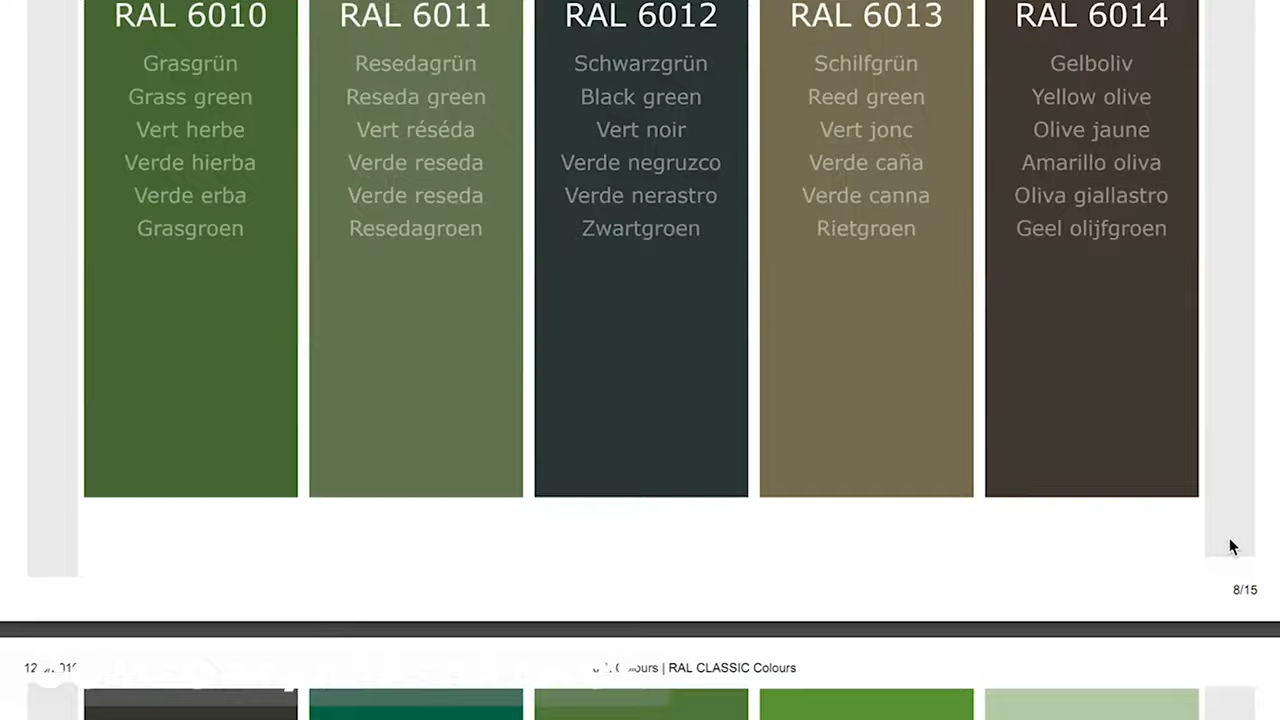 RAL 6010 RAL 6011 RAL 6012 RAL 6013 RAL 6014
Grasgrün Resedagrün Schwarzgrün Schilfgrün Gelboliv
Grass green Reseda green Black green Reed green Yellow olive
Vert herbe Vert réséda Vert noir Vert jonc Olive jaune
Verde hierba Verde reseda Verde negruzco Verde caña Amarillo oliva
Verde erba Verde reseda Verde nerastro Verde canna Oliva giallastro
Grasgroen Resedagroen Zwartgroen Rietgroen Geel olijfgroen
8/15
| RAL CLASSIC Colours